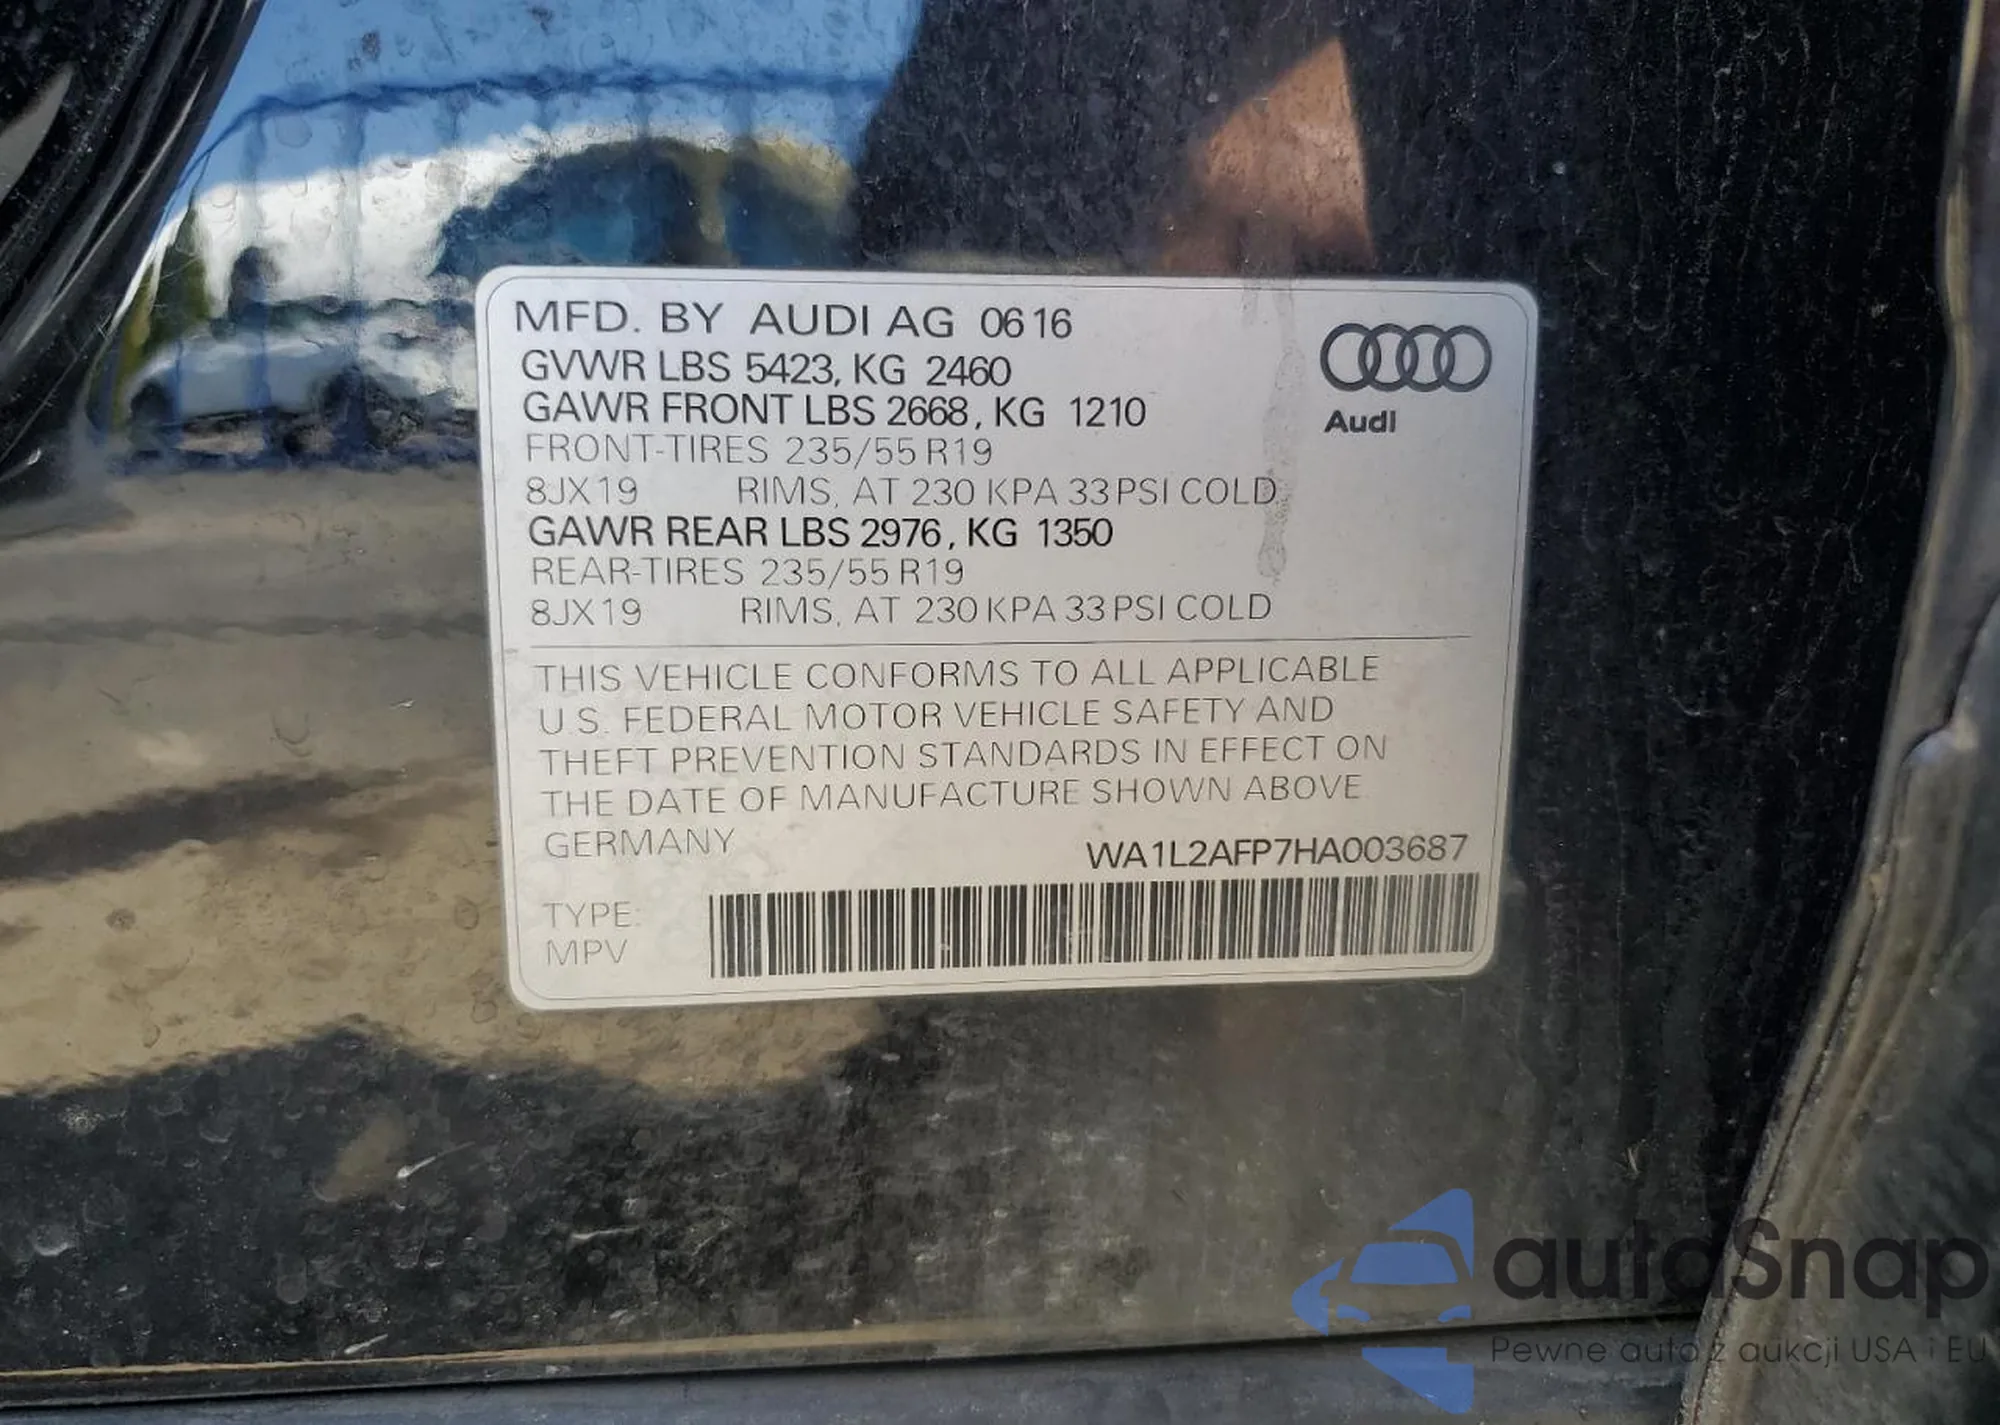 MFD. BY AUDI AG 06 16
GVWR LBS 5423, KG 2460
GAWR FRONT LBS 2668, KG 1210
FRONT-TIRES 235/55 R19
8JX19 RIMS, AT 230 KPA 33 PSI COLD
GAWR REAR LBS 2976, KG 1350
REAR-TIRES 235/55 R19
8JX19 RIMS, AT 230 KPA 33 PSI COLD
Audi
THIS VEHICLE CONFORMS TO ALL APPLICABLE
U.S. FEDERAL MOTOR VEHICLE SAFETY AND
THEFT PREVENTION STANDARDS IN EFFECT ON
THE DATE OF MANUFACTURE SHOWN ABOVE.
GERMANY WA1L2AFP7HA003687
TYPE:
MPV
autoSnap
Pewne auto z aukcji USA i EU